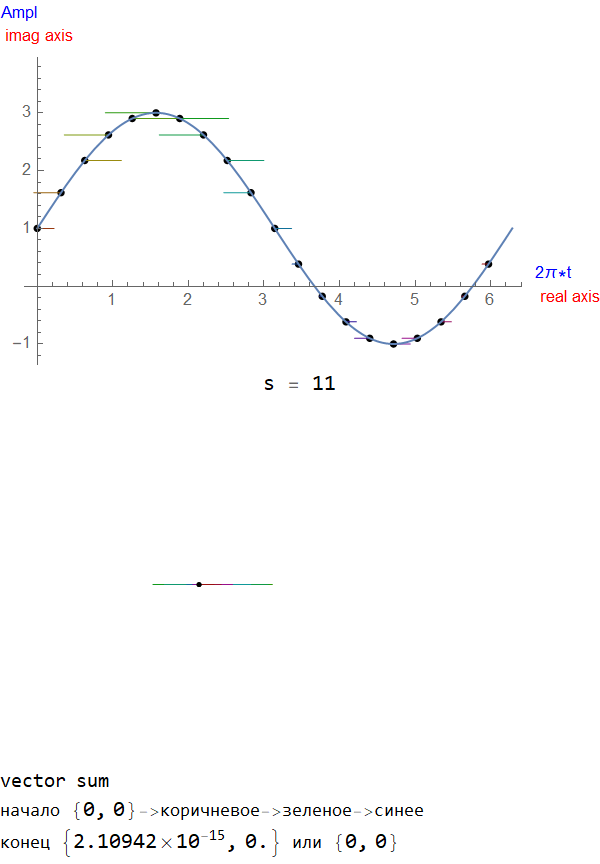 Ampl
imag axis
3
2
1
-1
1 2 3 4 5 6
2π*t
real axis
s = 11
vector sum
начало {0, 0}->коричневое->зеленое->синее
конец {2.10942×10^-15, 0.} или {0, 0}